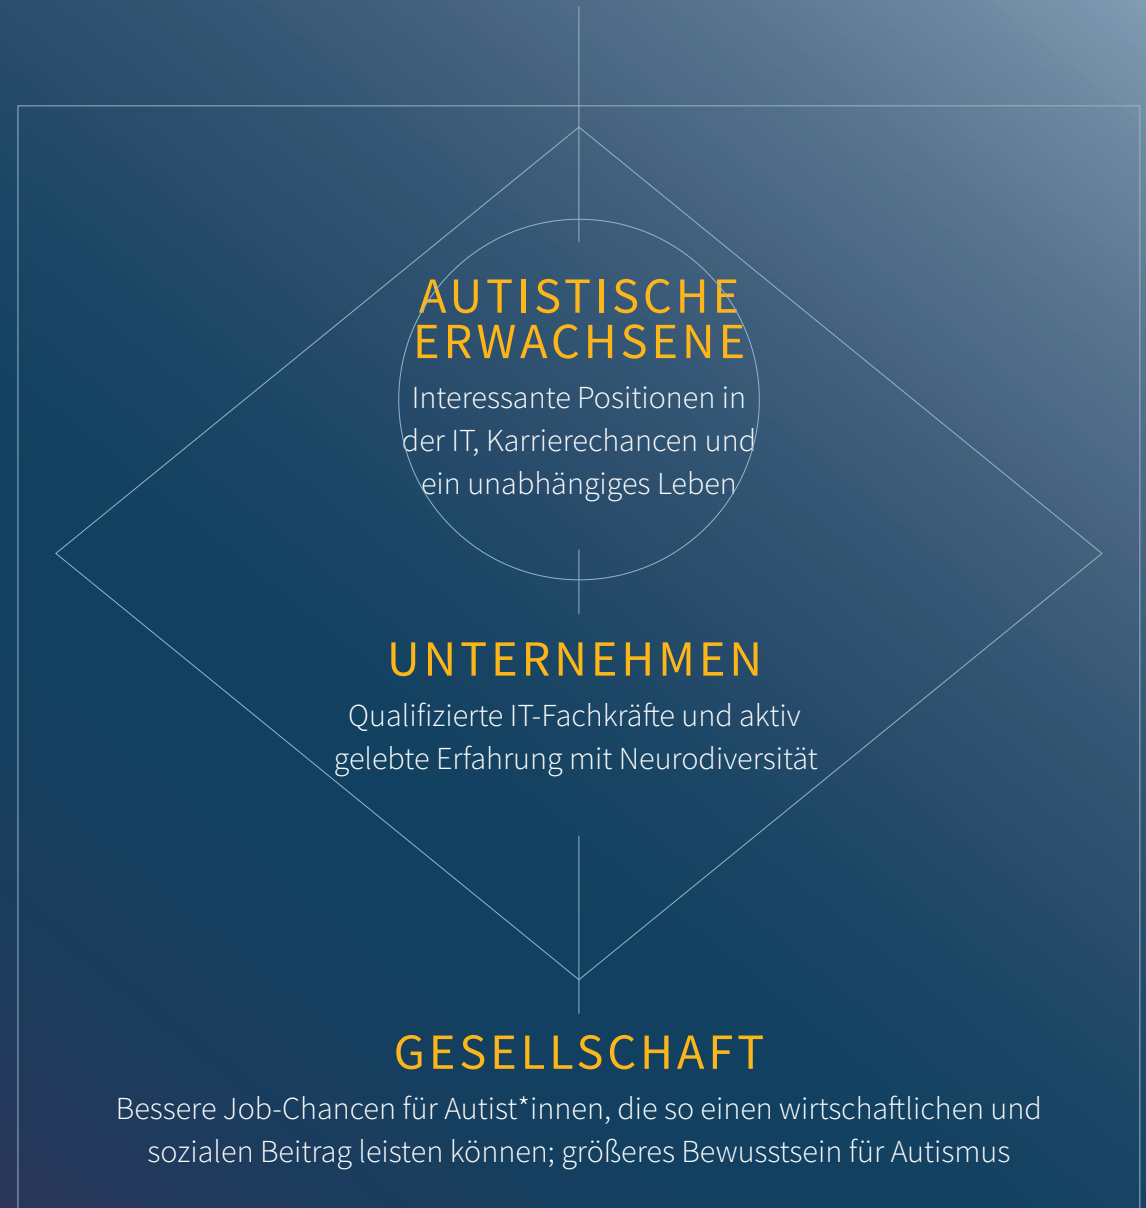 AUTISTISCHE
ERWACHSENE
Interessante Positionen in
der IT, Karrierechancen und
ein unabhängiges Leben
UNTERNEHMEN
Qualifizierte IT-Fachkräfte und aktiv
gelebte Erfahrung mit Neurodiversität
GESELLSCHAFT
Bessere Job-Chancen für Autist*innen, die so einen wirtschaftlichen und
sozialen Beitrag leisten können; größeres Bewusstsein für Autismus